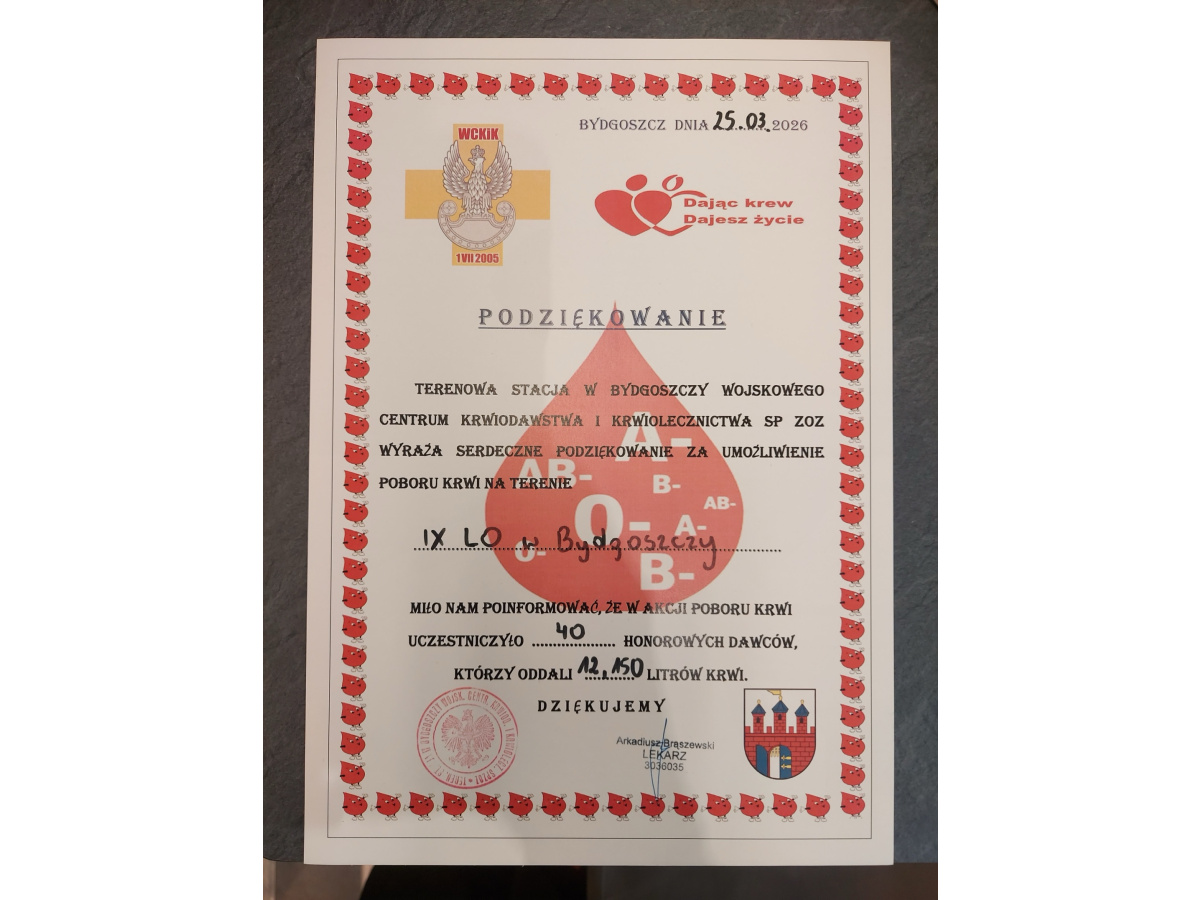 BYDGOSZCZ DNIA 25.03.2026
WCKiK
1 VII 2005
Dając krew
Dajesz życie
PODZIĘKOWANIE
TERENOWA STACJA W BYDGOSZCZY WOJSKOWEGO
CENTRUM KRWIODAWSTWA I KRWIOLECZNICTWA SP ZOZ
WYRAŻA SERDECZNE PODZIĘKOWANIE ZA UMOŻLIWIENIE
POBORU KRWI NA TERENIE
A-
AB-
B-
AB-
O-
A-
O-
B-
IX LO w Bydgoszczy
MIŁO NAM POINFORMOWAĆ, ŻE W AKCJI POBORU KRWI
UCZESTNICZYŁO 40 HONOROWYCH DAWCÓW,
KTÓRZY ODDALI 12,150 LITRÓW KRWI.
DZIĘKUJEMY
Arkadiusz Brąszewski
LEKARZ
3036035